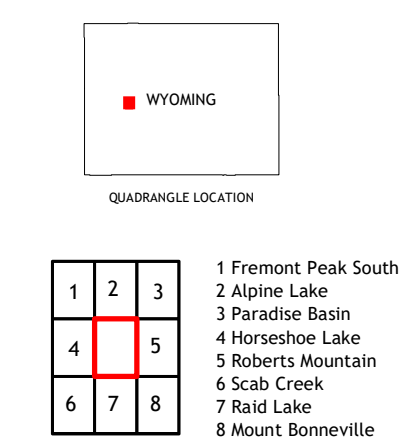 WYOMING
QUADRANGLE LOCATION
1 2 3
4 5
6 7 8
1 Fremont Peak South
2 Alpine Lake
3 Paradise Basin
4 Horseshoe Lake
5 Roberts Mountain
6 Scab Creek
7 Raid Lake
8 Mount Bonneville